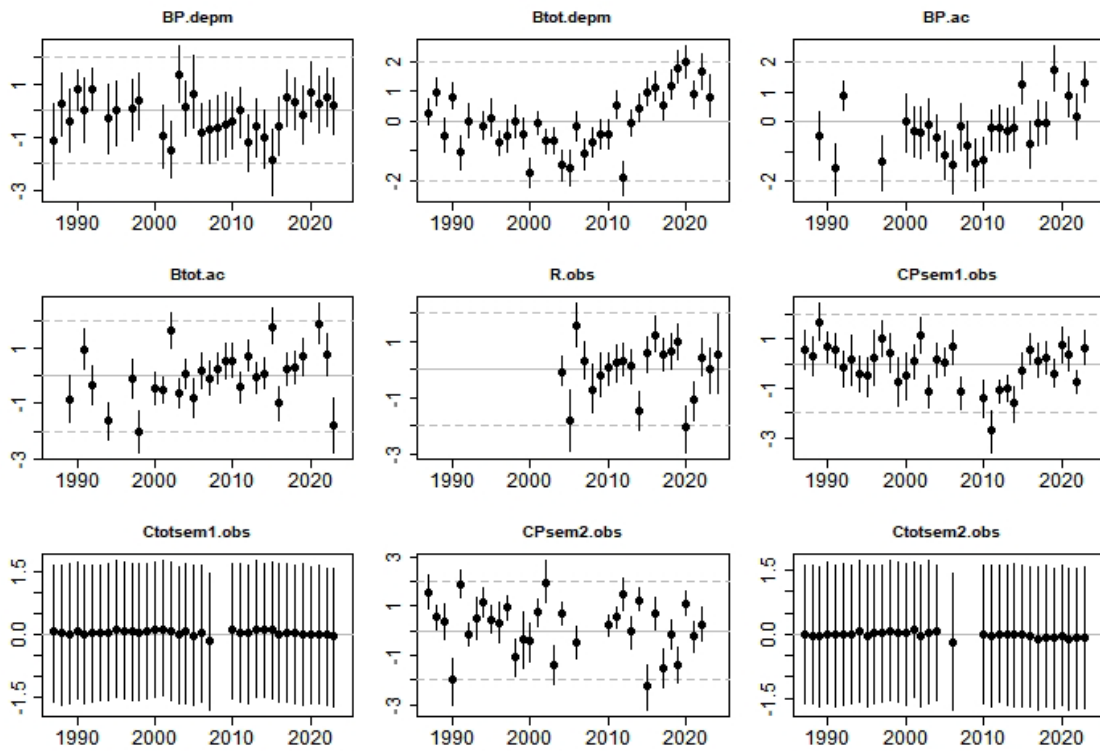 BP.depm Btot.depm BP.ac
1 -1 -3
2 1 0 -2
2 0 -2
1990 2000 2010 2020 1990 2000 2010 2020 1990 2000 2010 2020
Btot.ac R.obs CPsem1.obs
1 -1 -3
1 -1 -3
1 -1 -3
1990 2000 2010 2020 1990 2000 2010 2020 1990 2000 2010 2020
Ctotsem1.obs CPsem2.obs Ctotsem2.obs
1.5 0.0 -1.5
3 1 -1 -3
1.5 0.0 -1.5
1990 2000 2010 2020 1990 2000 2010 2020 1990 2000 2010 2020